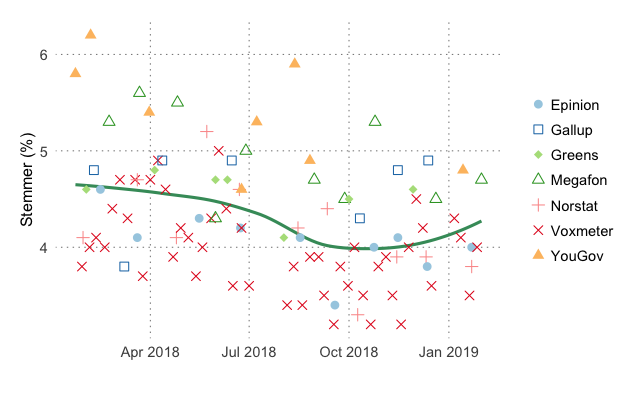 Stemmer (%)
6
5
4
Apr 2018
Jul 2018
Oct 2018
Jan 2019
Epinion
Gallup
Greens
Megafon
Norstat
Voxmeter
YouGov